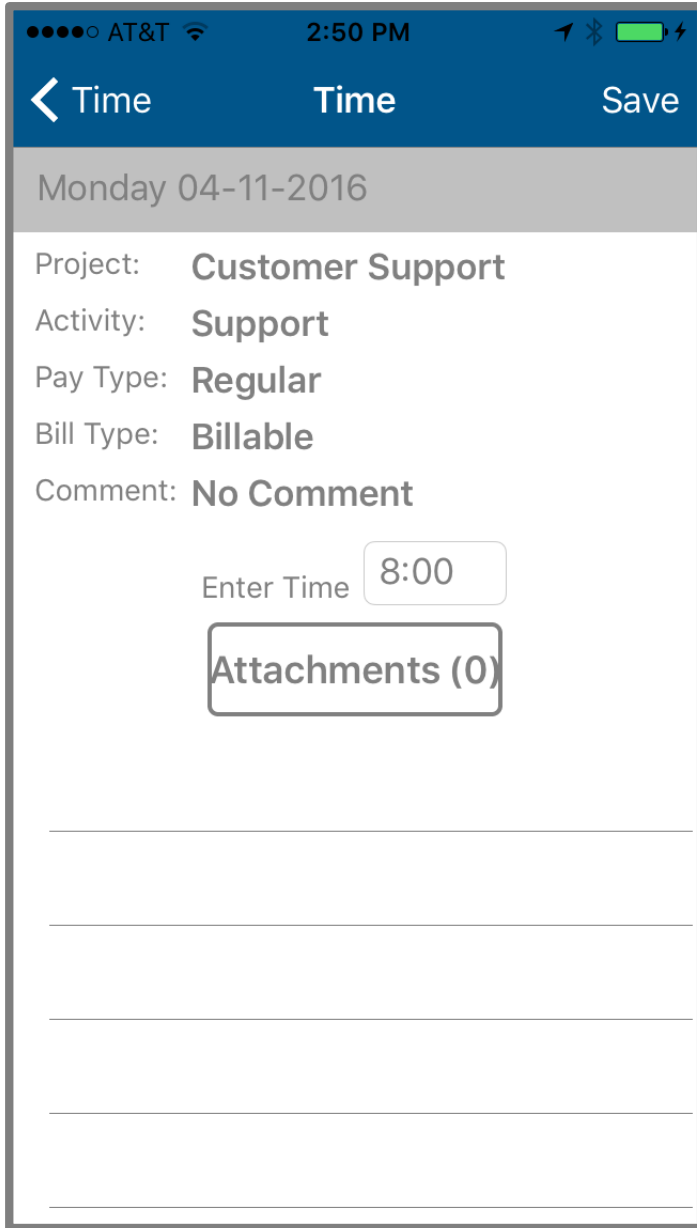 AT&T 2:50 PM
Time Time Save
Monday 04-11-2016
Project: Customer Support
Activity: Support
Pay Type: Regular
Bill Type: Billable
Comment: No Comment
Enter Time 8:00
Attachments (0)